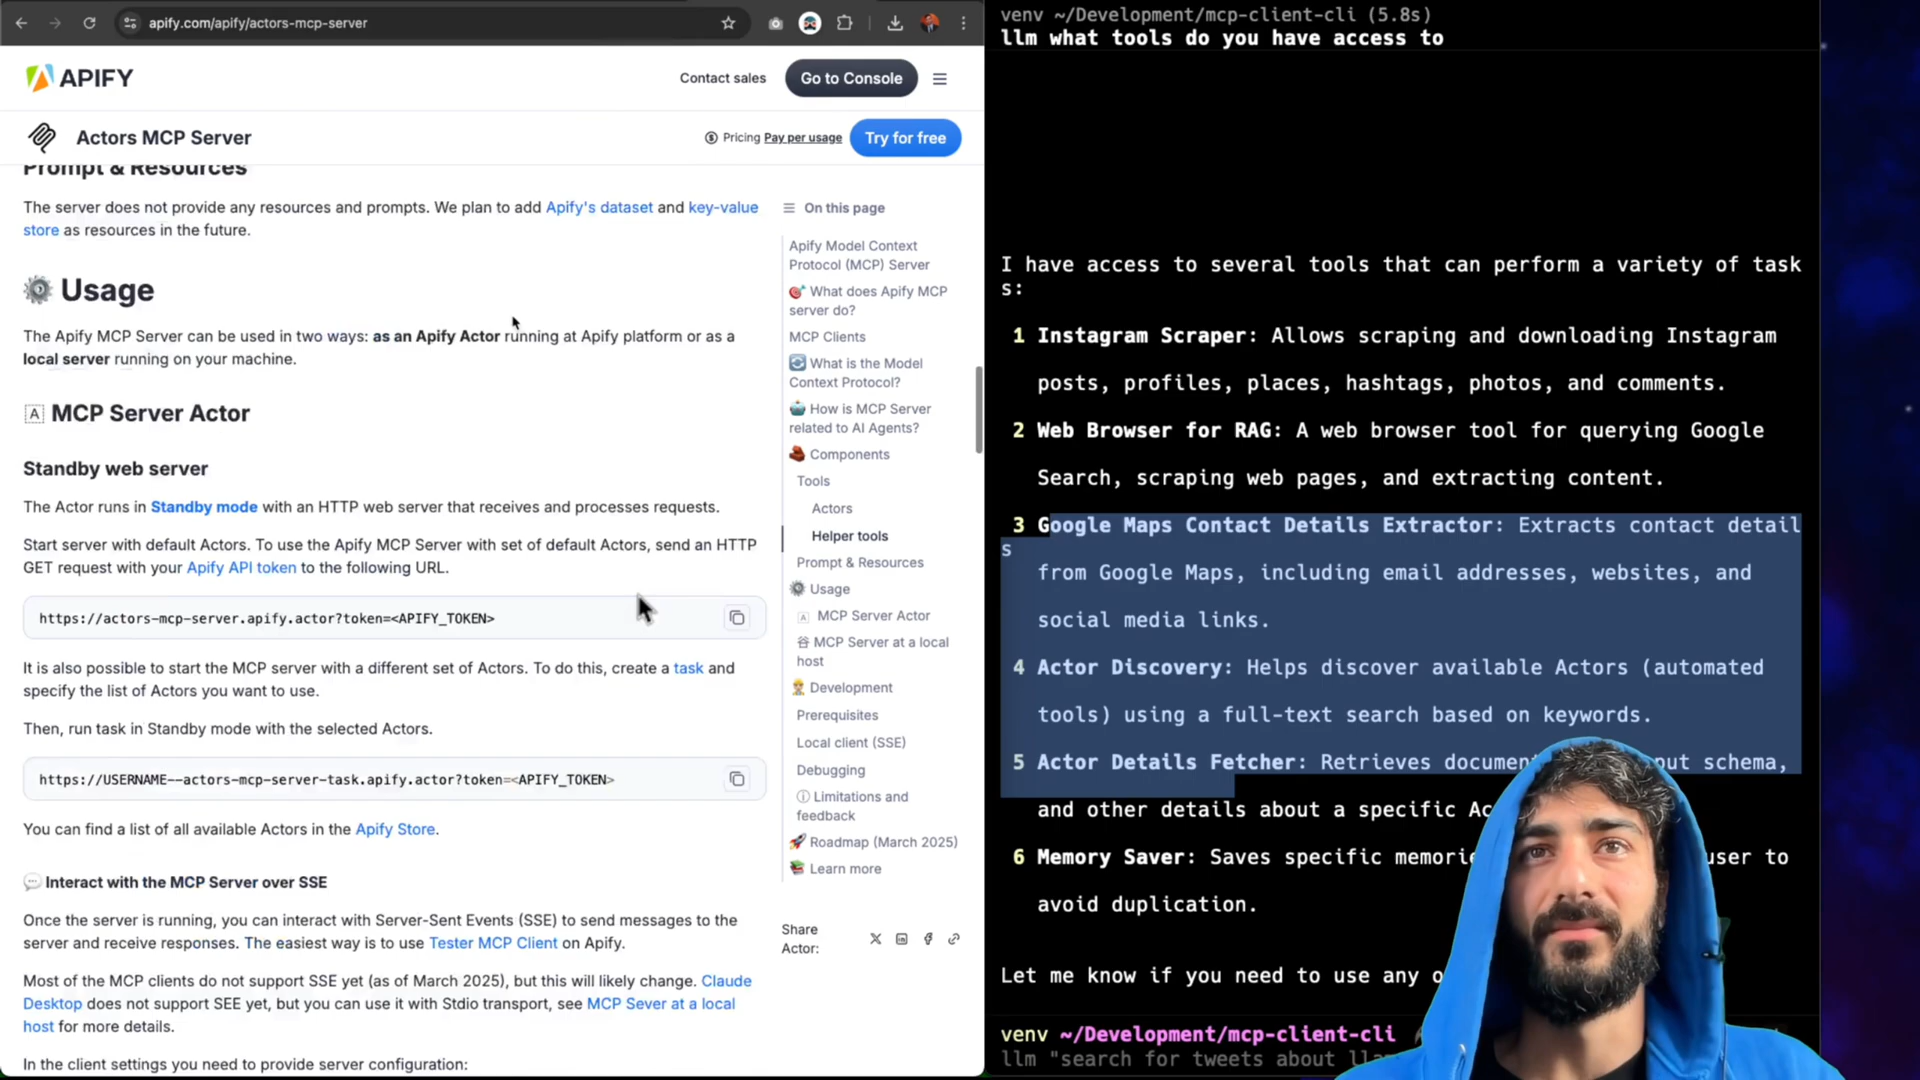 apify.com/apify/actors-mcp-server
APIFY
Contact sales
Go to Console
Actors MCP Server
Pricing Pay per usage
Try for free
Prompt & Resources
The server does not provide any resources and prompts. We plan to add Apify's dataset and key-value
store as resources in the future.
Usage
The Apify MCP Server can be used in two ways: as an Apify Actor running at Apify platform or as a
local server running on your machine.
A MCP Server Actor
Standby web server
The Actor runs in Standby mode with an HTTP web server that receives and processes requests.
Start server with default Actors. To use the Apify MCP Server with set of default Actors, send an HTTP
GET request with your Apify API token to the following URL.
https://actors-mcp-server.apify.actor?token=<APIFY_TOKEN>
It is also possible to start the MCP server with a different set of Actors. To do this, create a task and
specify the list of Actors you want to use.
Then, run task in Standby mode with the selected Actors.
https://USERNAME--actors-mcp-server-task.apify.actor?token=<APIFY_TOKEN>
You can find a list of all available Actors in the Apify Store.
Interact with the MCP Server over SSE
Once the server is running, you can interact with Server-Sent Events (SSE) to send messages to the
server and receive responses. The easiest way is to use Tester MCP Client on Apify.
Most of the MCP clients do not support SSE yet (as of March 2025), but this will likely change. Claude
Desktop does not support SEE yet, but you can use it with Stdio transport, see MCP Sever at a local
host for more details.
In the client settings you need to provide server configuration:
On this page
Apify Model Context
Protocol (MCP) Server
What does Apify MCP
server do?
MCP Clients
What is the Model
Context Protocol?
How is MCP Server
related to AI Agents?
Components
Tools
Actors
Helper tools
Prompt & Resources
Usage
A MCP Server Actor
MCP Server at a local
host
Development
Prerequisites
Local client (SSE)
Debugging
Limitations and
feedback
Roadmap (March 2025)
Learn more
Share
Actor:
venv ~/Development/mcp-client-cli (5.8s)
llm what tools do you have access to
I have access to several tools that can perform a variety of task
s:
1 Instagram Scraper: Allows scraping and downloading Instagram
posts, profiles, places, hashtags, photos, and comments.
2 Web Browser for RAG: A web browser tool for querying Google
Search, scraping web pages, and extracting content.
3 Google Maps Contact Details Extractor: Extracts contact detail
s
from Google Maps, including email addresses, websites, and
social media links.
4 Actor Discovery: Helps discover available Actors (automated
tools) using a full-text search based on keywords.
5 Actor Details Fetcher: Retrieves document put schema,
and other details about a specific Ac
6 Memory Saver: Saves specific memorie user to
avoid duplication.
Let me know if you need to use any o
venv ~/Development/mcp-client-cli
llm "search for tweets about lla